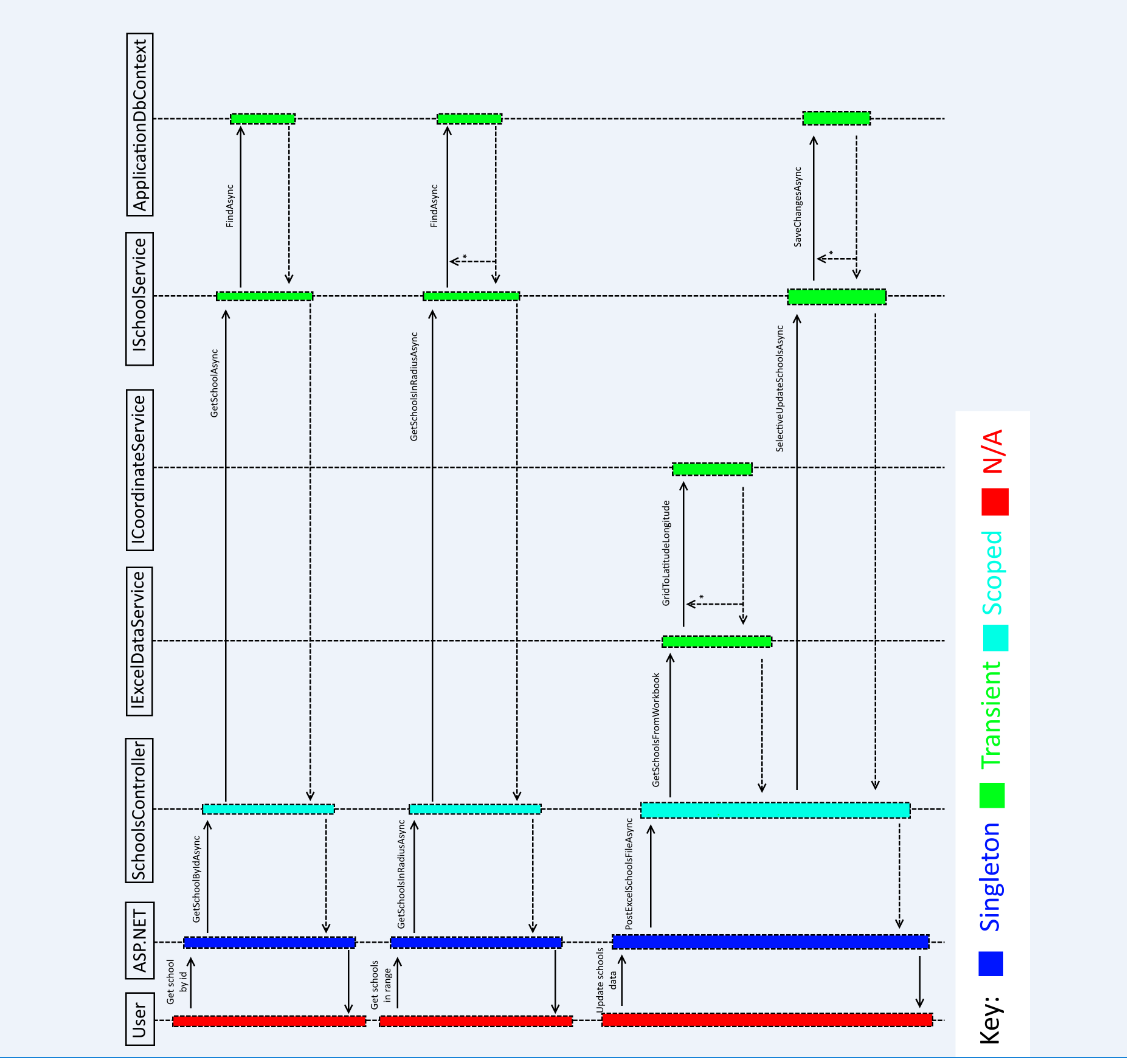 User
ASP.NET
SchoolsController
IExcelDataService
ICoordinateService
ISchoolService
ApplicationDbContext
Get school
by id
GetSchoolByIdAsync
GetSchoolAsync
FindAsync
Get schools
in range
GetSchoolsInRadiusAsync
GetSchoolsInRadiusAsync
FindAsync
*
Update schools
data
PostExcelSchoolsFileAsync
GetSchoolsFromWorkbook
GridToLatitudeLongitude
*
SelectiveUpdateSchoolsAsync
SaveChangesAsync
*
Key: Singleton Transient Scoped N/A